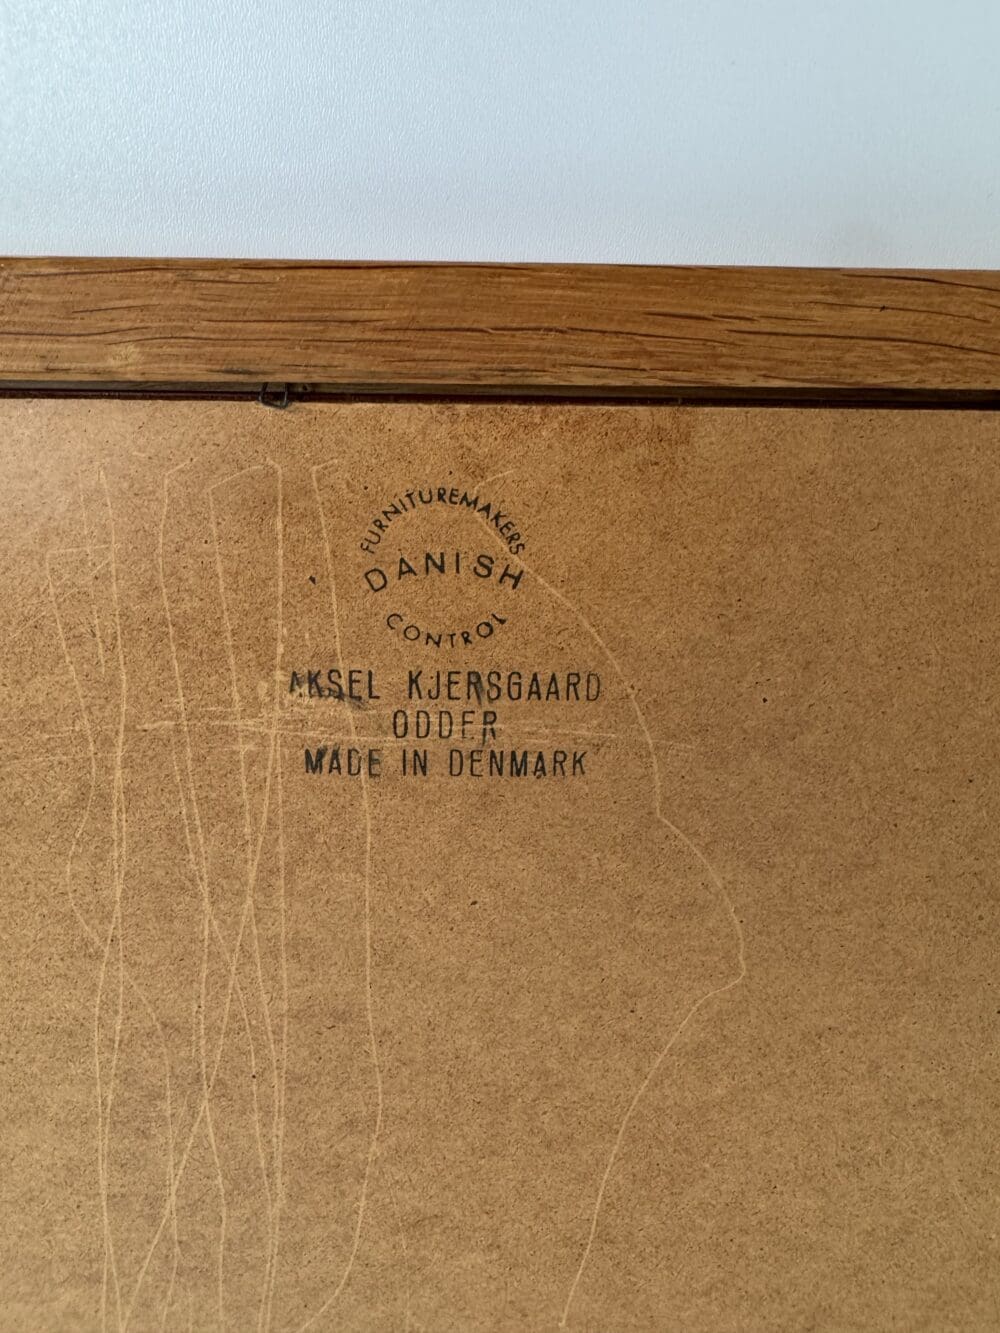 FURNITUREMAKERS
DANISH
CONTROL
AKSEL KJERSGAARD
ODDER
MADE IN DENMARK